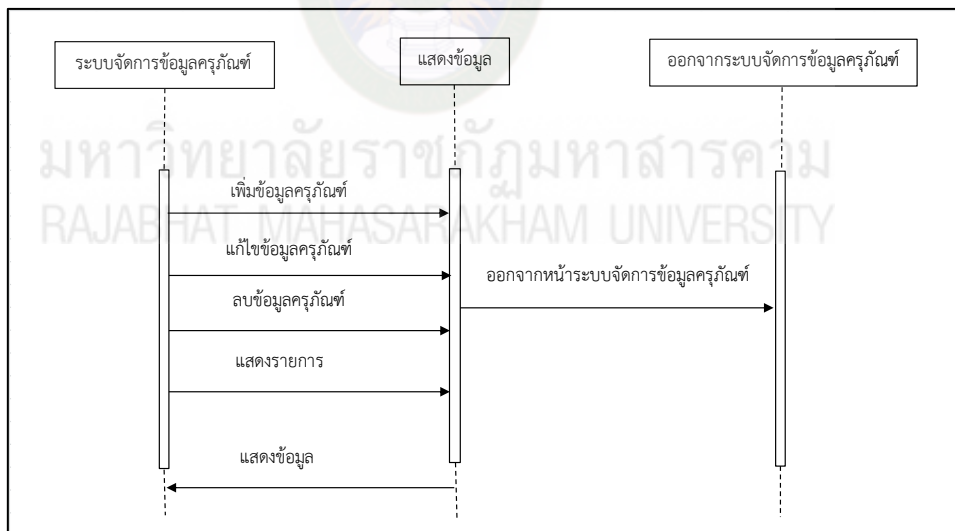 ระบบจัดการข้อมูลครุภัณฑ์
แสดงข้อมูล
ออกจากระบบจัดการข้อมูลครุภัณฑ์
มหาวิทยาลัยราชภัฏมหาสารคาม
เพิ่มข้อมูลครุภัณฑ์
RAJABHAT MAHASARAKHAM UNIVERSITY
แก้ไขข้อมูลครุภัณฑ์
ออกจากหน้าระบบจัดการข้อมูลครุภัณฑ์
ลบข้อมูลครุภัณฑ์
แสดงรายการ
แสดงข้อมูล